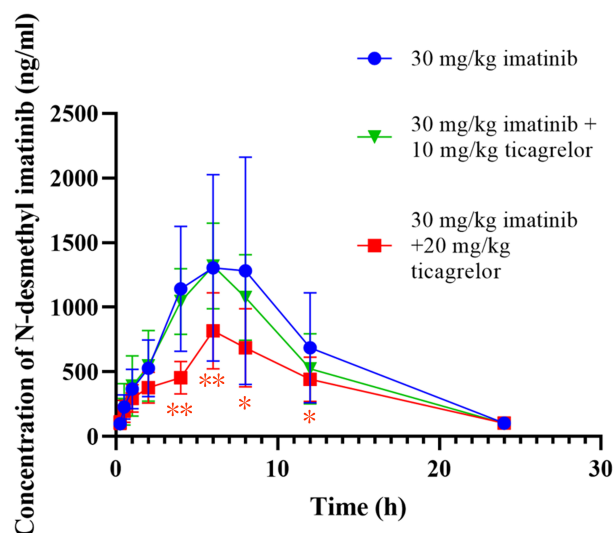 Concentration of N-desmethyl imatinib (ng/ml)
30 mg/kg imatinib
30 mg/kg imatinib +
10 mg/kg ticagrelor
30 mg/kg imatinib
+20 mg/kg
ticagrelor
2500
2000
1500
1000
500
0
** ** * *
0 10 20 30
Time (h)